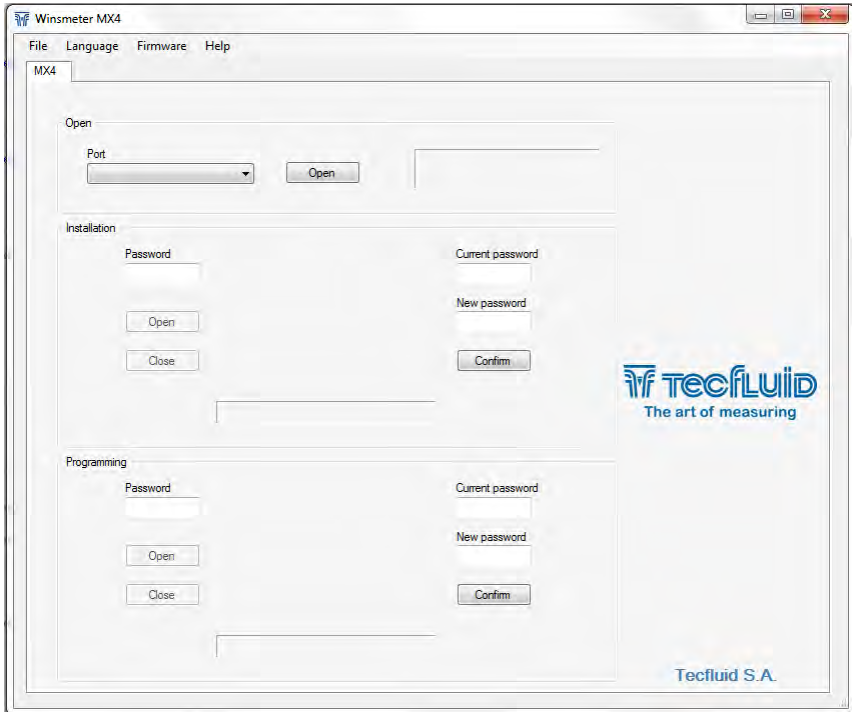 Winsmeter MX4
File Language Firmware Help
MX4
Open
Port
Open
Installation
Password Current password
New password
Open
Close Confirm
TECFLUID
The art of measuring
Programming
Password Current password
New password
Open
Close Confirm
Tecfluid S.A.